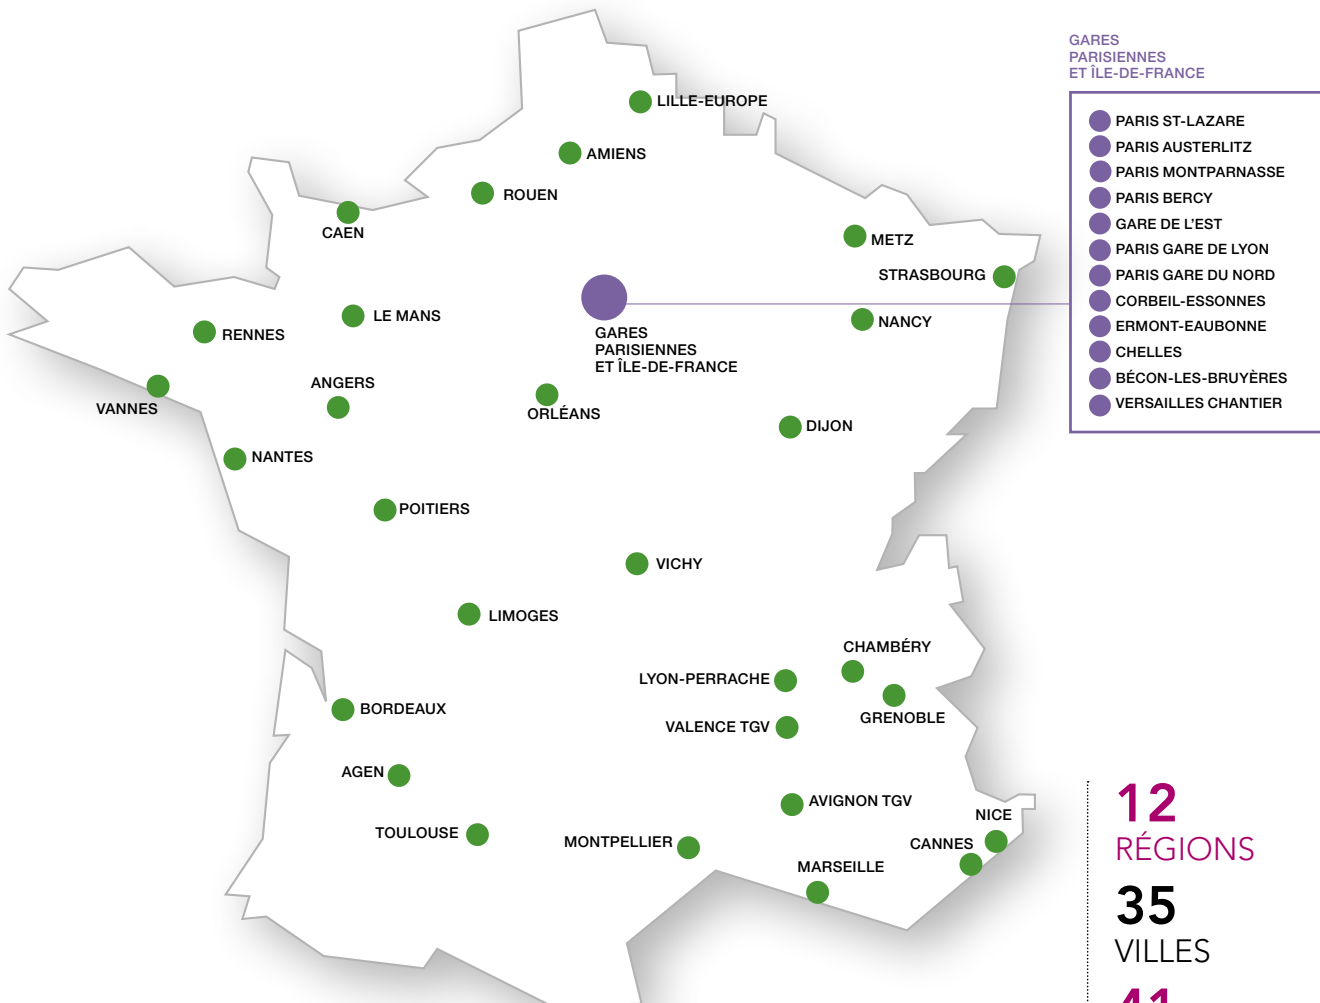 GARES
PARISIENNES
ET ÎLE-DE-FRANCE
LILLE-EUROPE
PARIS ST-LAZARE
PARIS AUSTERLITZ
PARIS MONTPARNASSE
PARIS BERCY
GARE DE L'EST
PARIS GARE DE LYON
PARIS GARE DU NORD
CORBEIL-ESSONNES
ERMONT-EAUBONNE
CHELLES
BÉCON-LES-BRUYÈRES
VERSAILLES CHANTIER
AMIENS
ROUEN
CAEN
METZ
STRASBOURG
LE MANS
NANCY
RENNES
GARES
PARISIENNES
ET ÎLE-DE-FRANCE
ANGERS
VANNES
ORLÉANS
DIJON
NANTES
POITIERS
VICHY
LIMOGES
CHAMBÉRY
LYON-PERRACHE
BORDEAUX
GRENOBLE
VALENCE TGV
AGEN
AVIGNON TGV
NICE
TOULOUSE
MONTPELLIER
CANNES
MARSEILLE
12
RÉGIONS
35
VILLES
41